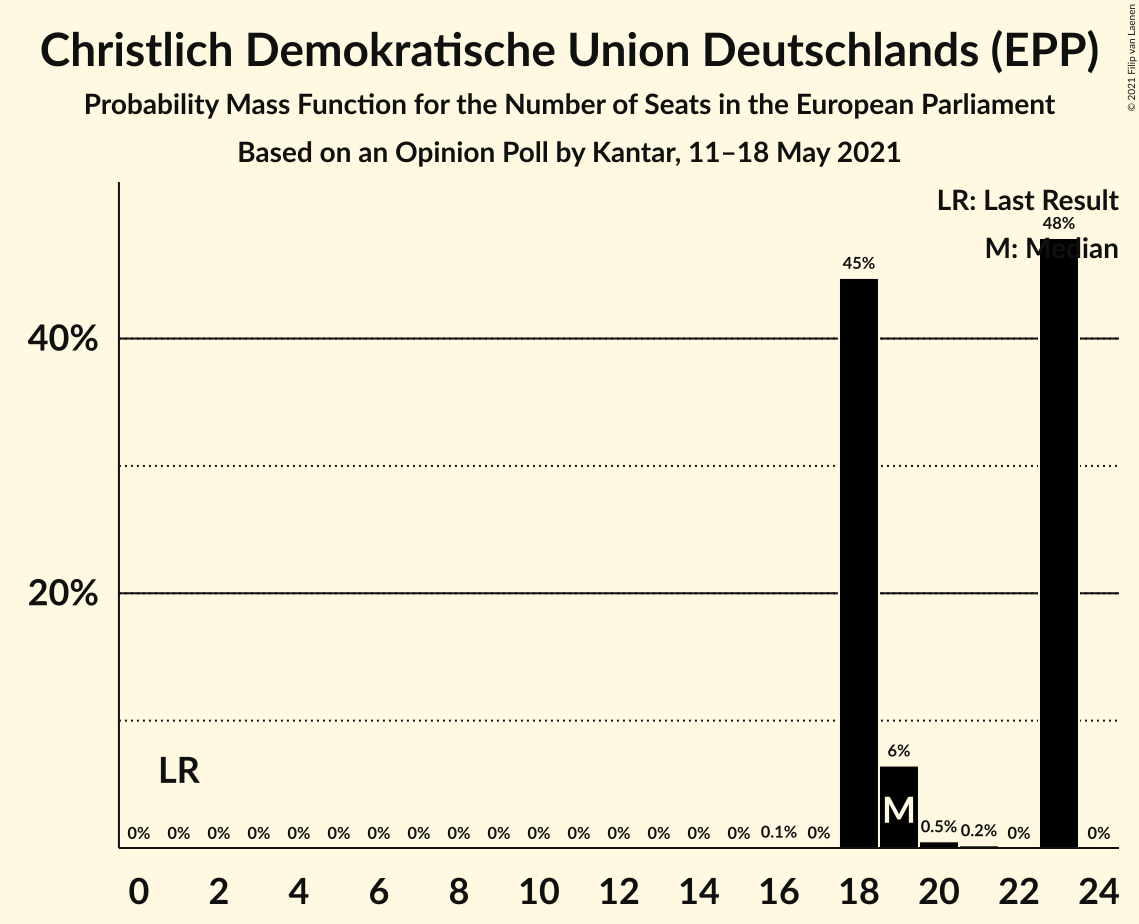 Christlich Demokratische Union Deutschlands (EPP)
Probability Mass Function for the Number of Seats in the European Parliament
Based on an Opinion Poll by Kantar, 11–18 May 2021
© 2021 Filip van Laenen
LR: Last Result
48%
M: Median
45%
40%
20%
LR
6%
M
0% 0% 0% 0% 0% 0% 0% 0% 0% 0% 0% 0% 0% 0% 0% 0% 0.1% 0% 0.5% 0.2% 0% 0%
0 2 4 6 8 10 12 14 16 18 20 22 24